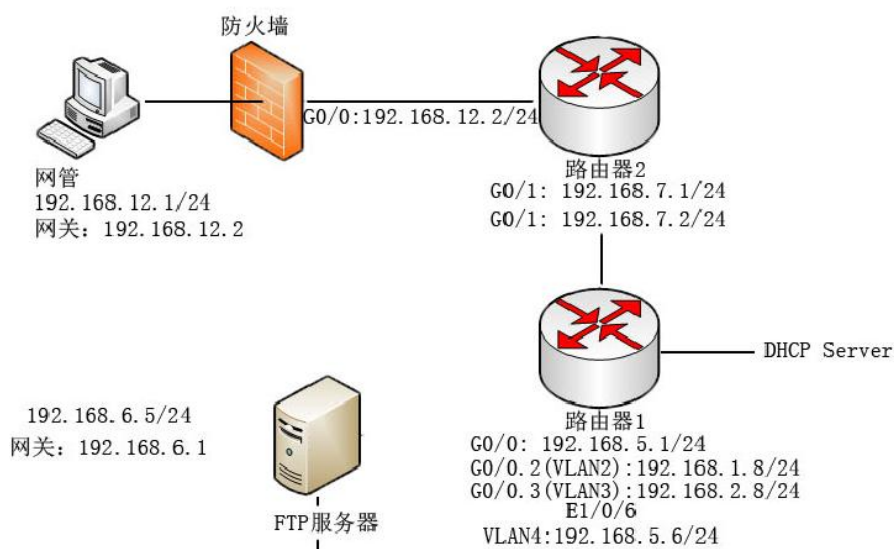 防火墙
G0/0:192.168.12.2/24
网管
192.168.12.1/24
网关：192.168.12.2
路由器2
G0/1: 192.168.7.1/24
G0/1: 192.168.7.2/24
DHCP Server
路由器1
192.168.6.5/24
网关：192.168.6.1
G0/0: 192.168.5.1/24
G0/0.2(VLAN2):192.168.1.8/24
G0/0.3(VLAN3):192.168.2.8/24
E1/0/6
VLAN4:192.168.5.6/24
FTP服务器